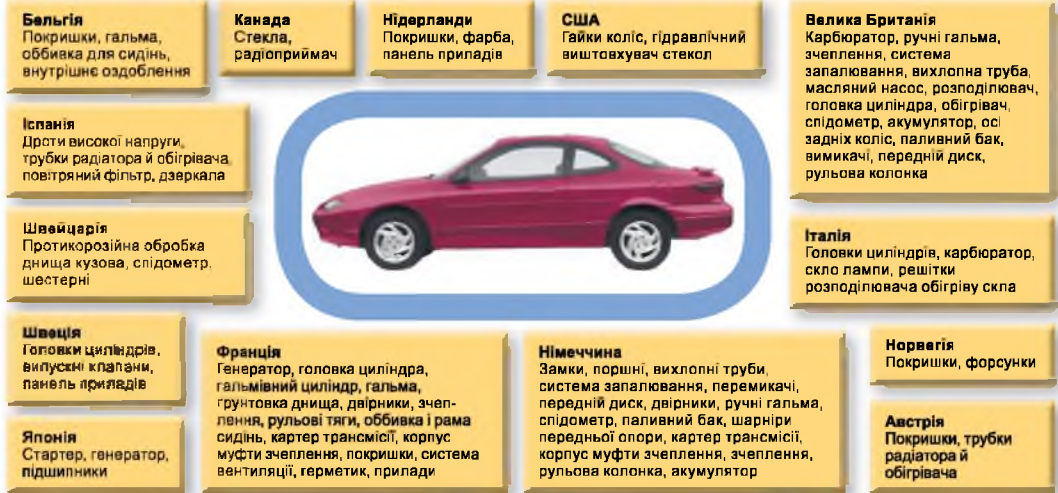 Бельгія
Покришки, гальма,
оббивка для сидінь,
внутрішнє оздоблення
Канада
Стекла,
радіоприймач
Нідерланди
Покришки, фарба,
панель приладів
США
Гайки коліс, гідравлічний
виштовхувач стекол
Велика Британія
Карбюратор, ручні гальма,
зчеплення, система
запалювання, вихлопна труба,
масляний насос, розподілювач,
головка циліндра, обігрівач,
спідометр, акумулятор, осі
задніх коліс, паливний бак,
вимикачі, передній диск,
рульова колонка
Іспанія
Дроти високої напруги,
трубки радіатора й обігрівача,
повітряний фільтр, дзеркала
Швейцарія
Протикорозійна обробка
днища кузова, спідометр,
шестерні
Італія
Головки циліндрів, карбюратор,
скло лампи, решітки
розподілювача обігріву скла
Швеція
Головки циліндрів,
випускні клапани,
панель приладів
Франція
Генератор, головка циліндра,
гальмівний циліндр, гальма,
ґрунтовка днища, двірники, зчеп-
лення, рульові тяги, оббивка і рама
сидінь, картер трансмісії, корпус
муфти зчеплення, покришки, система
вентиляції, герметик, прилади
Німеччина
Замки, поршні, вихлопні труби,
система запалювання, перемикачі,
передній диск, двірники, ручні гальма,
спідометр, паливний бак, шарніри
передньої опори, картер трансмісії,
корпус муфти зчеплення, зчеплення,
рульова колонка, акумулятор
Норвегія
Покришки, форсунки
Японія
Стартер, генератор,
підшипники
Австрія
Покришки, трубки
радіатора й
обігрівача